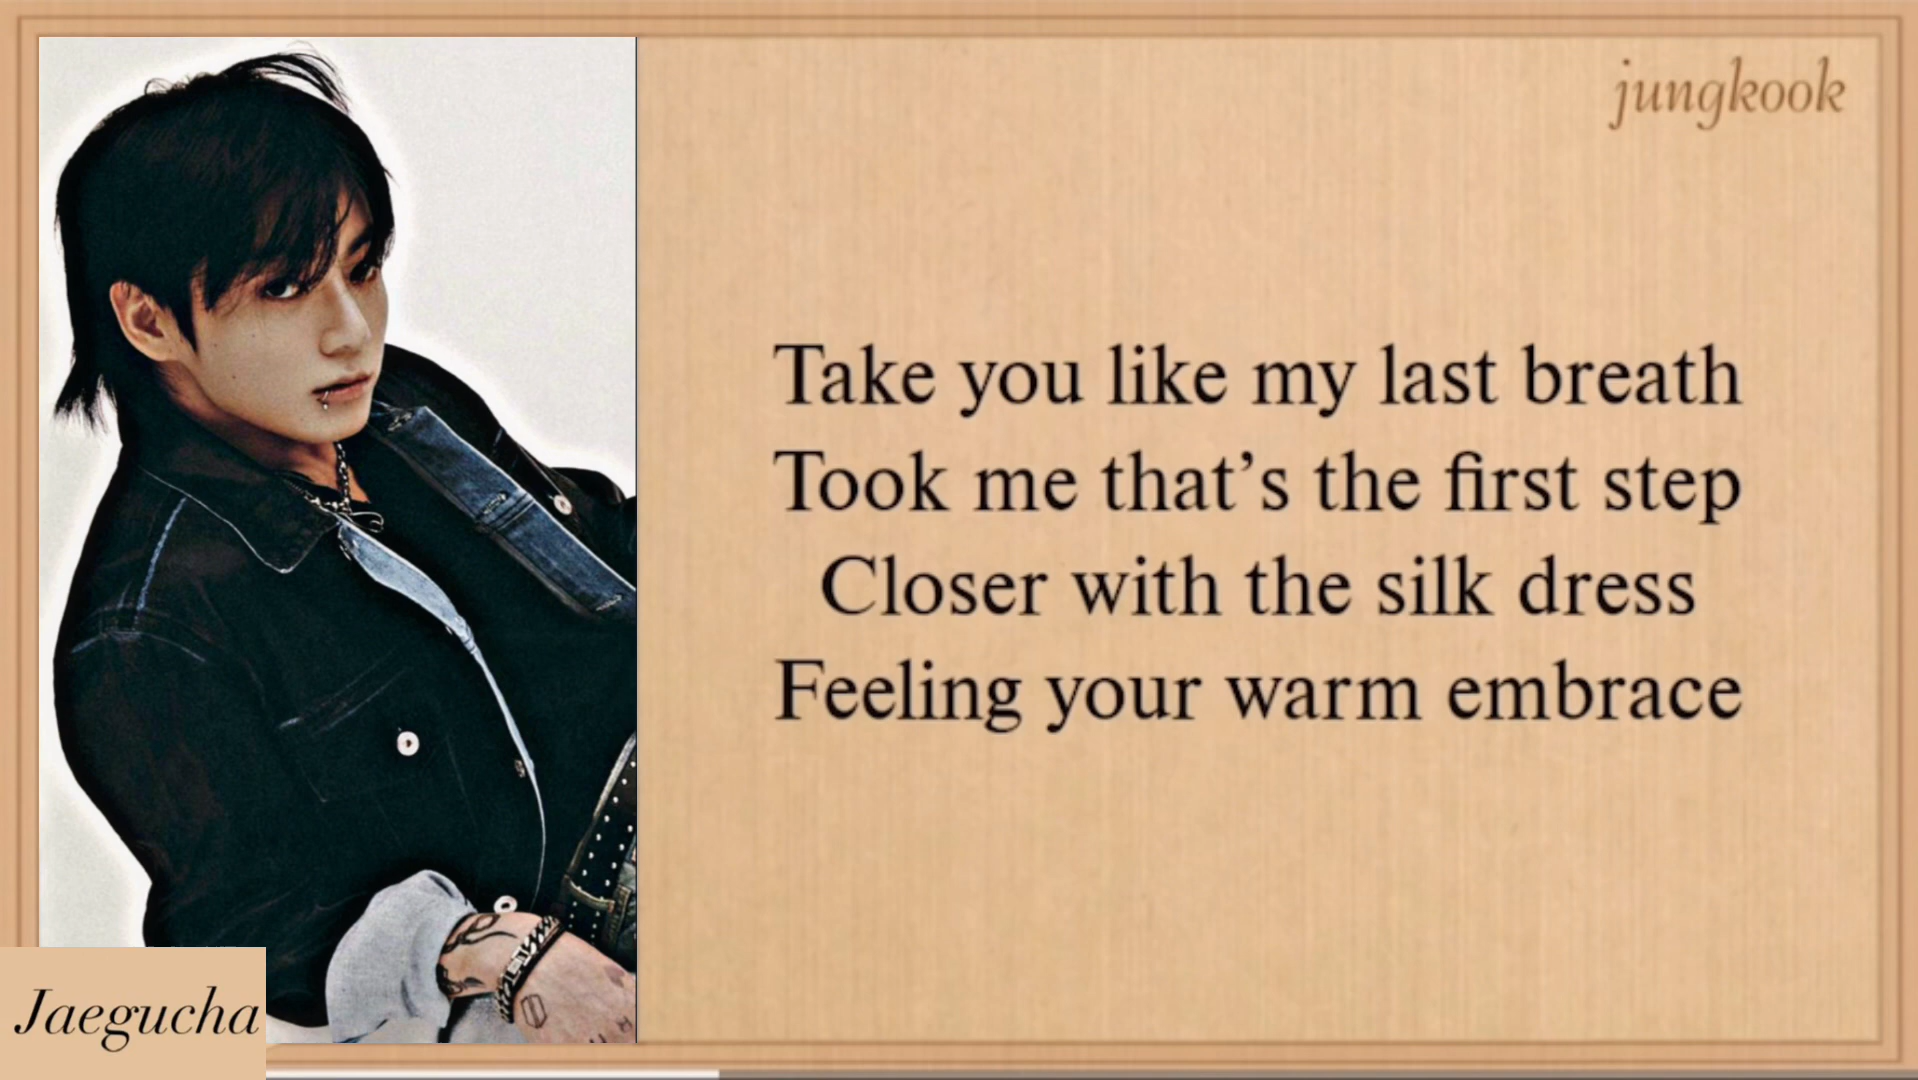 jungkook
Take you like my last breath
Took me that’s the first step
Closer with the silk dress
Feeling your warm embrace
Jaegucha